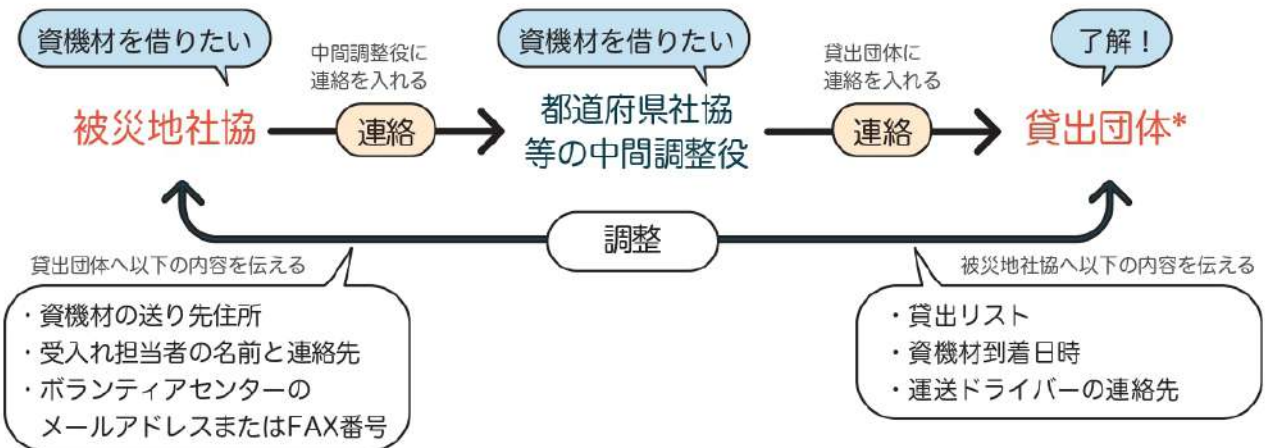 資機材を借りたい
中間調整役に
連絡を入れる
資機材を借りたい
貸出団体に
連絡を入れる
了解！
被災地社協
連絡
都道府県社協
等の中間調整役
連絡
貸出団体*
調整
貸出団体へ以下の内容を伝える
・資機材の送り先住所
・受入れ担当者の名前と連絡先
・ボランティアセンターの
メールアドレスまたはFAX番号
被災地社協へ以下の内容を伝える
・貸出リスト
・資機材到着日時
・運送ドライバーの連絡先